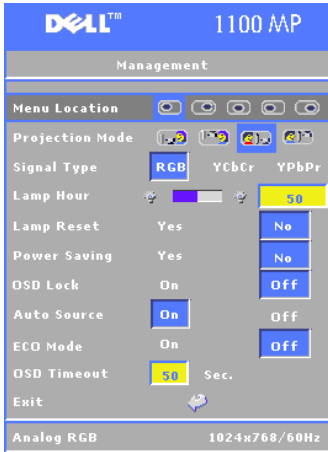 DELL™ 1100 MP
Management
Menu Location
Projection Mode
Signal Type RGB YCbCr YPbPr
Lamp Hour 50
Lamp Reset Yes No
Power Saving Yes No
OSD Lock On Off
Auto Source On Off
ECO Mode On Off
OSD Timeout 50 Sec.
Exit
Analog RGB 1024x768/60Hz